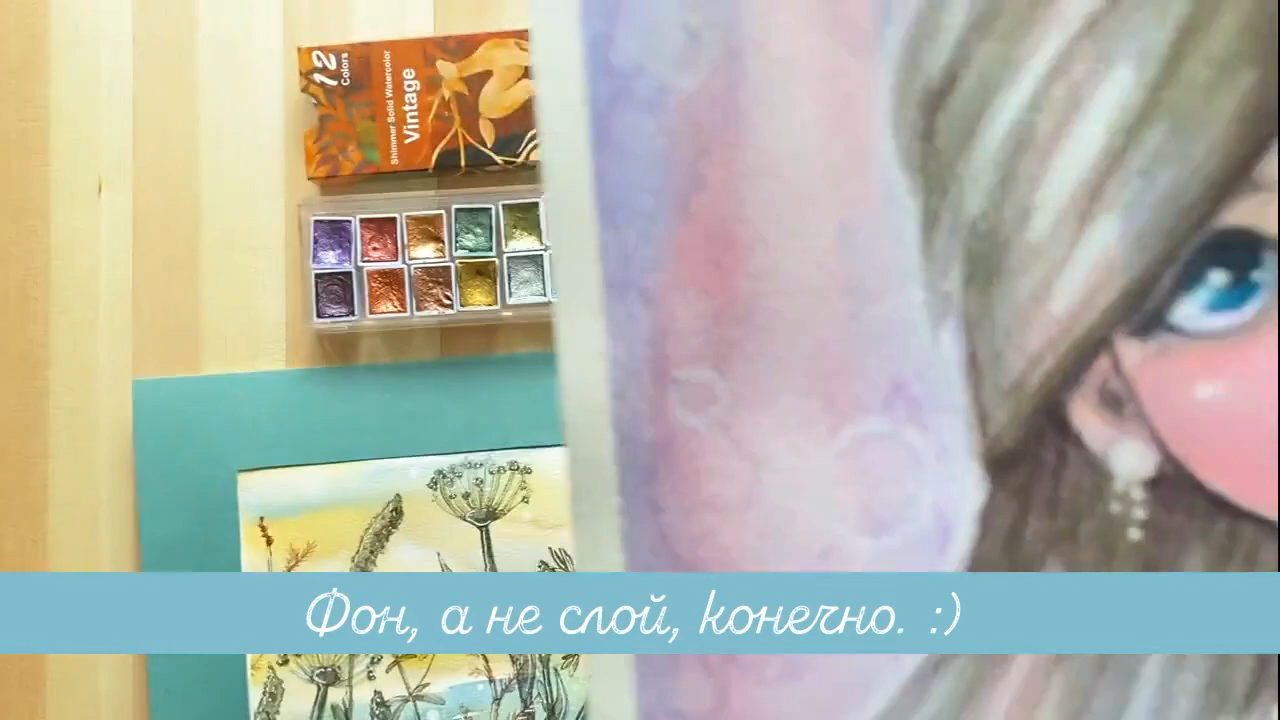 12
Colors
Shimmer Solid Watercolor
Vintage
Фон, а не слой, конечно. :)